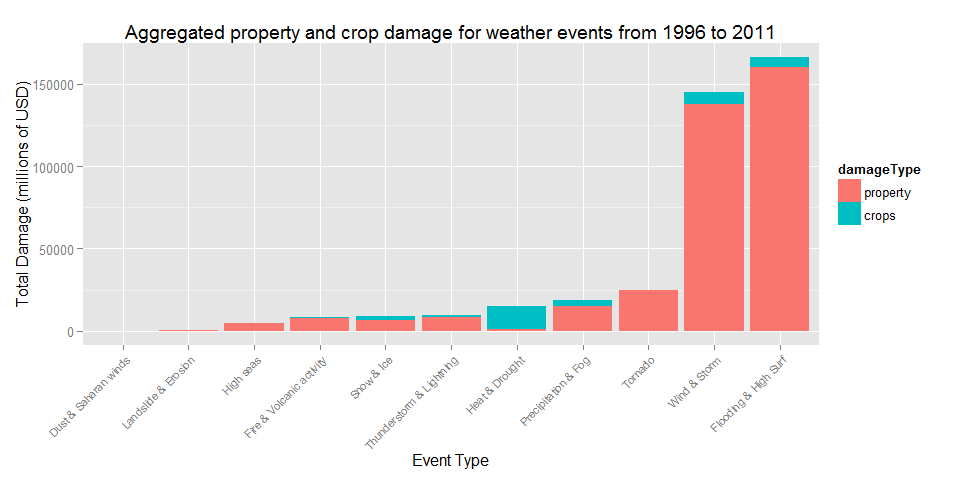 Aggregated property and crop damage for weather events from 1996 to 2011
Total Damage (millions of USD)
150000
100000
50000
0
Dust & Saharan winds
Landslide & Erosion
High seas
Fire & Volcanic activity
Snow & Ice
Thunderstorm & Lightning
Heat & Drought
Precipitation & Fog
Tornado
Wind & Storm
Flooding & High Surf
Event Type
damageType
property
crops